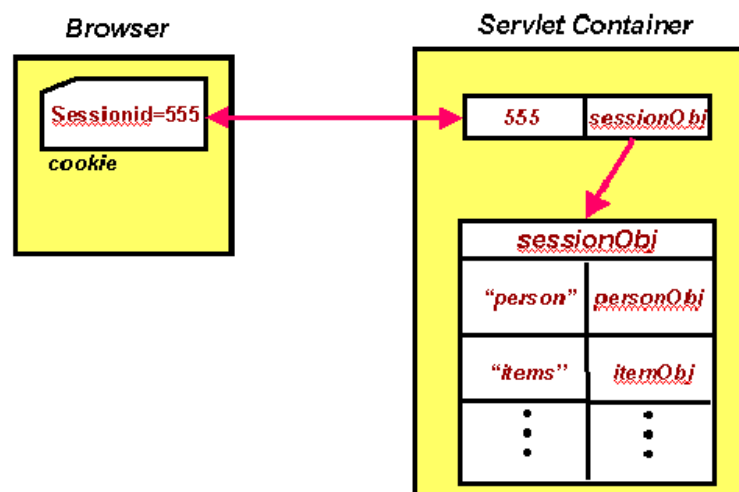 Browser
Servlet Container
Sessionid=555
cookie
555 sessionObj
sessionObj
“person” personObj
“items” itemObj